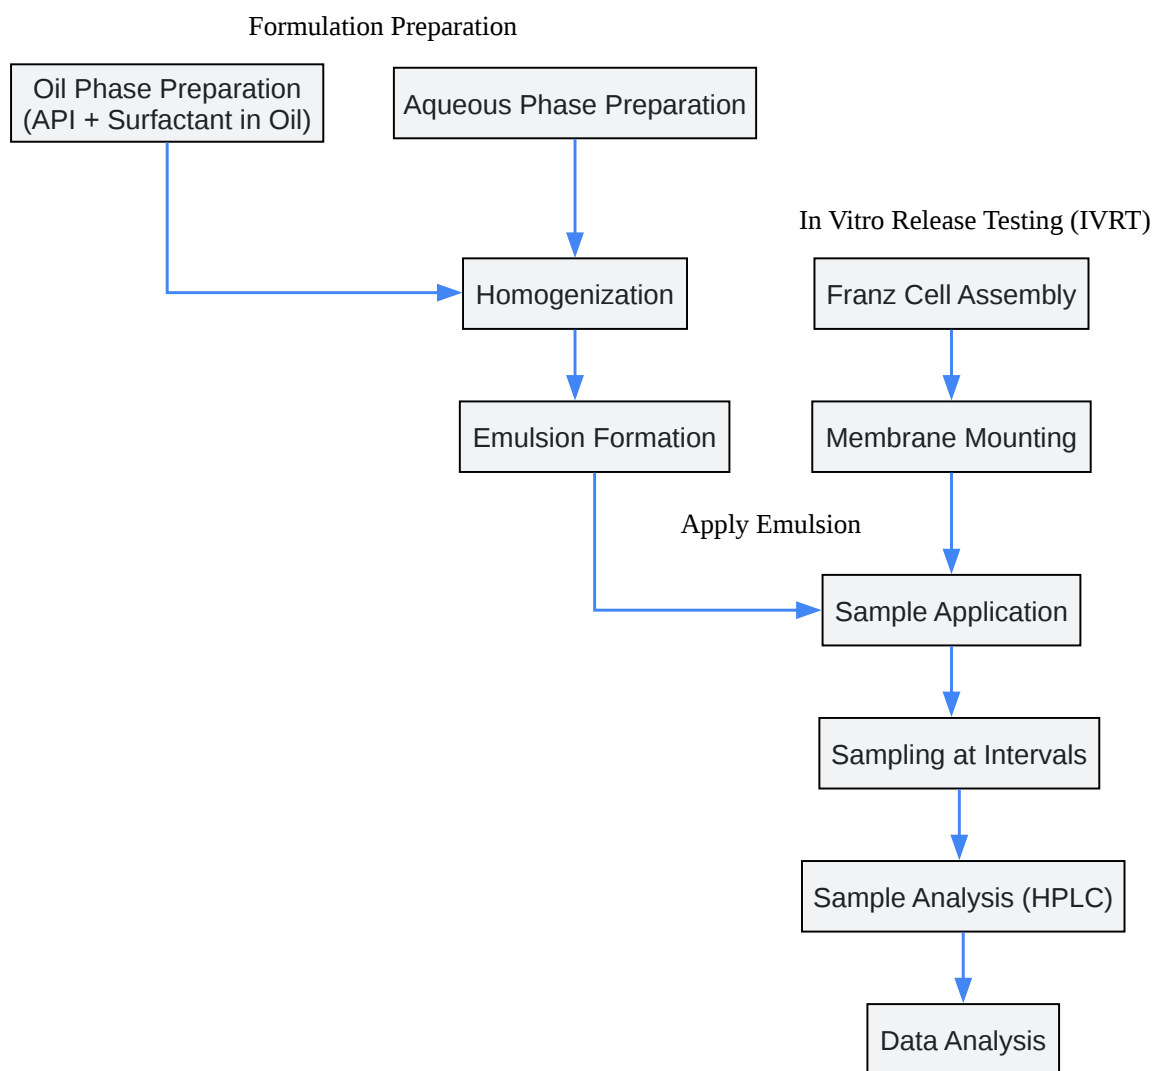 Formulation Preparation
Oil Phase Preparation
(API + Surfactant in Oil)
Aqueous Phase Preparation
In Vitro Release Testing (IVRT)
Homogenization
Franz Cell Assembly
Emulsion Formation
Membrane Mounting
Apply Emulsion
Sample Application
Sampling at Intervals
Sample Analysis (HPLC)
Data Analysis